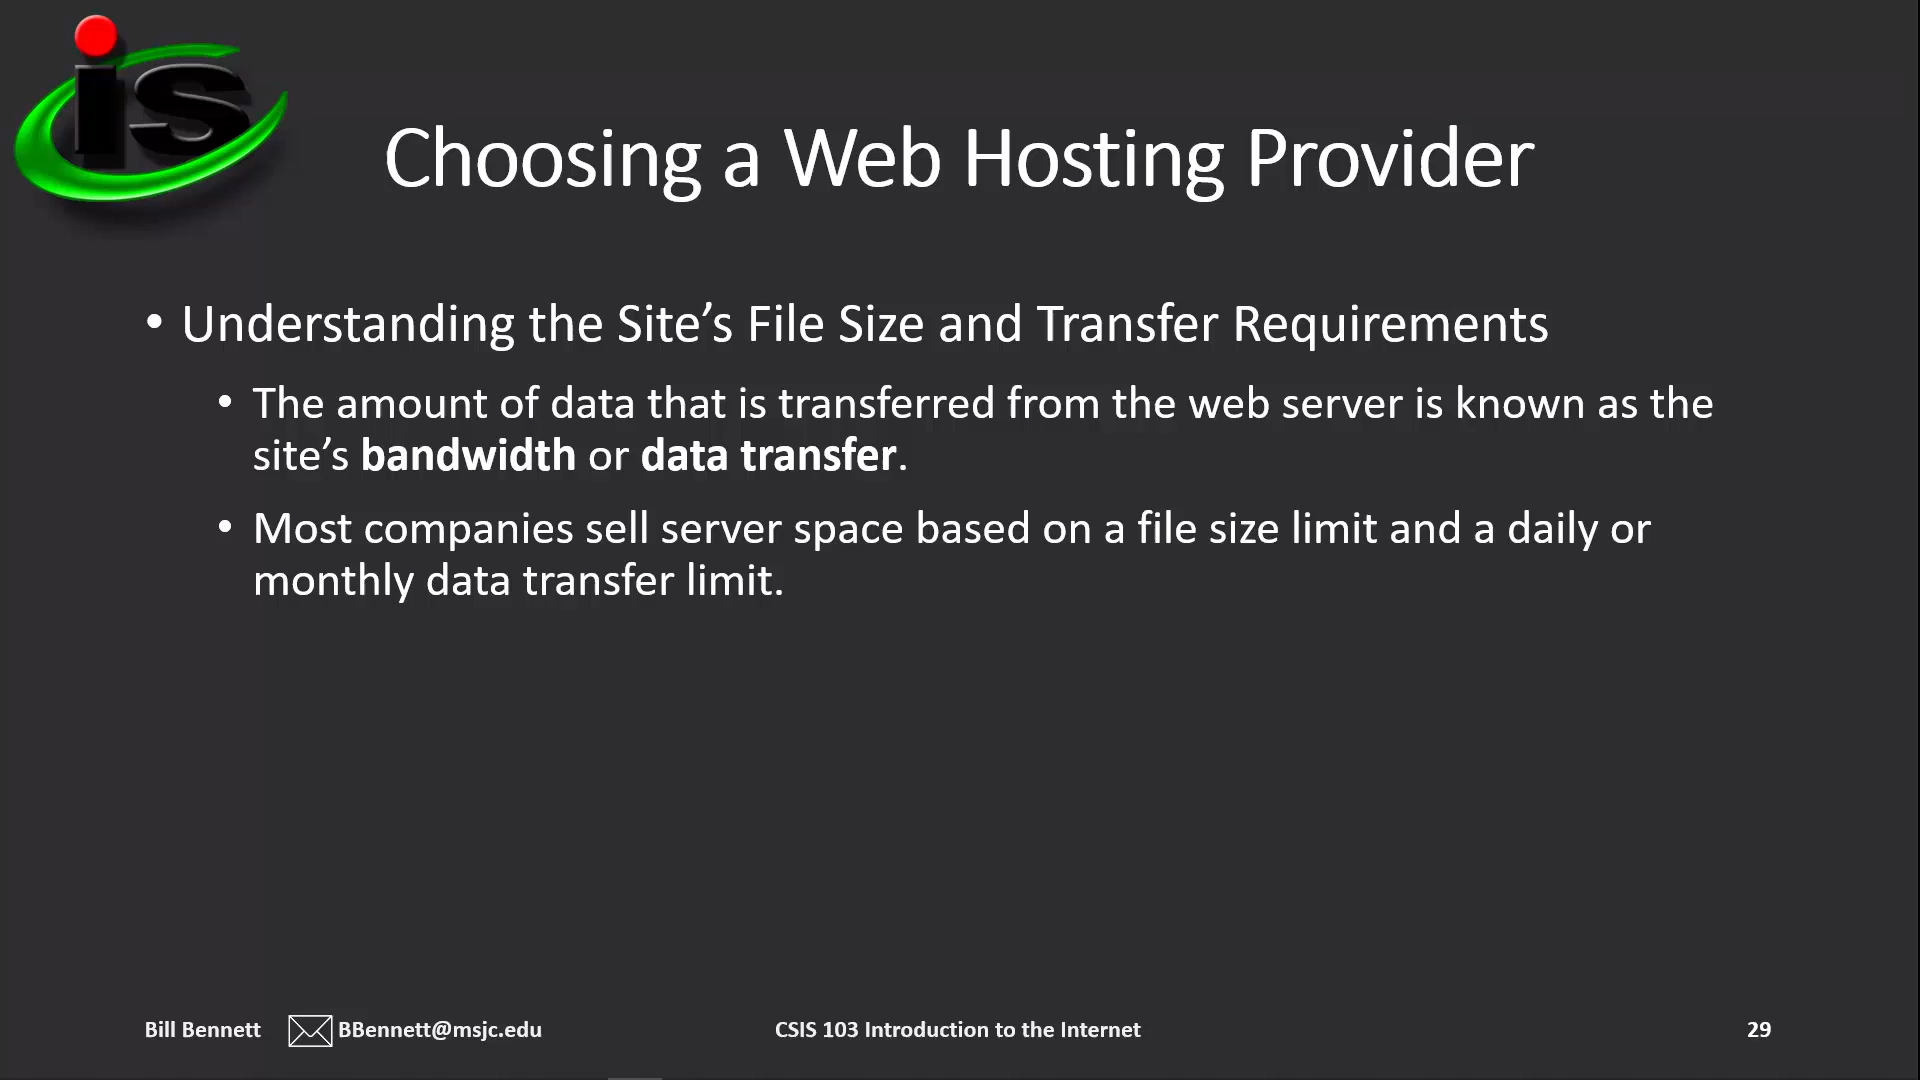 is
Choosing a Web Hosting Provider
• Understanding the Site’s File Size and Transfer Requirements
• The amount of data that is transferred from the web server is known as the
site’s bandwidth or data transfer.
• Most companies sell server space based on a file size limit and a daily or
monthly data transfer limit.
Bill Bennett BBennett@msjc.edu CSIS 103 Introduction to the Internet 29